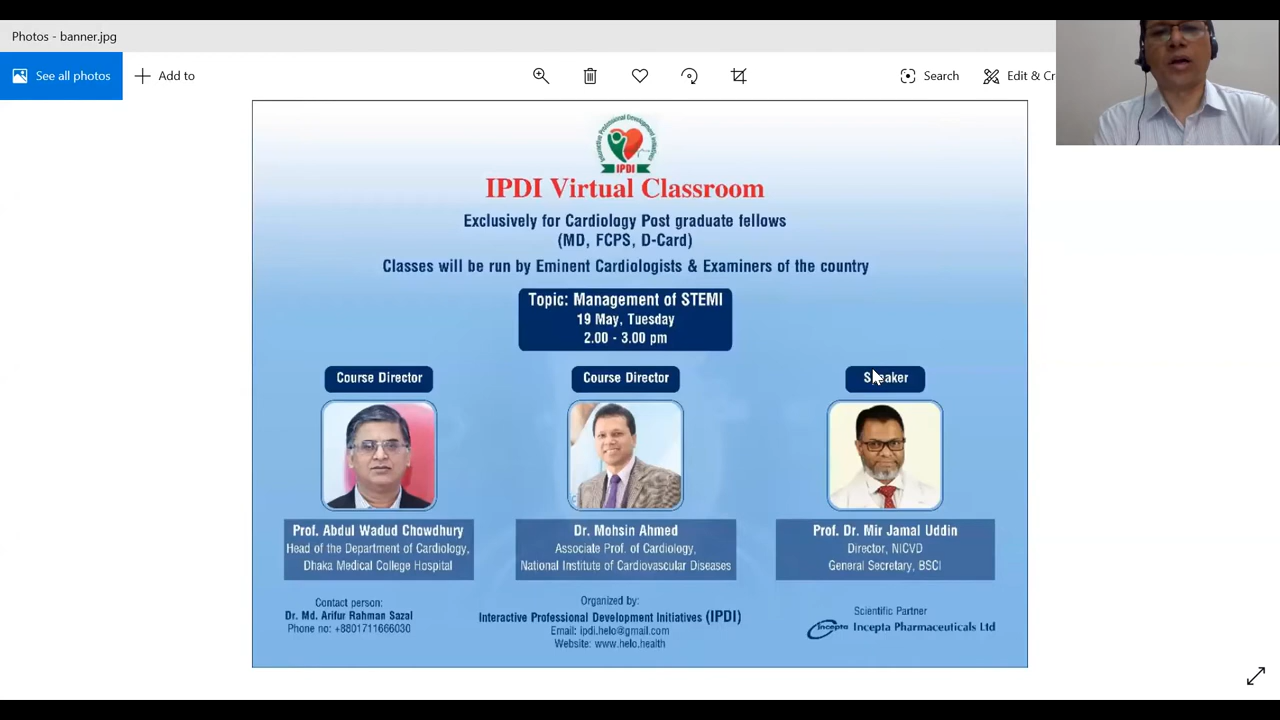 Photos - banner.jpg
See all photos
Add to
Search
Edit & Cr
Interactive Professional Development Initiatives
IPDI
IPDI Virtual Classroom
Exclusively for Cardiology Post graduate fellows
(MD, FCPS, D-Card)
Classes will be run by Eminent Cardiologists & Examiners of the country
Topic: Management of STEMI
19 May, Tuesday
2.00 - 3.00 pm
Course Director
Course Director
Speaker
Prof. Abdul Wadud Chowdhury
Head of the Department of Cardiology,
Dhaka Medical College Hospital
Dr. Mohsin Ahmed
Associate Prof. of Cardiology,
National Institute of Cardiovascular Diseases
Prof. Dr. Mir Jamal Uddin
Director, NICVD
General Secretary, BSCI
Contact person:
Dr. Md. Arifur Rahman Sazal
Phone no: +8801711666030
Organized by:
Interactive Professional Development Initiatives (IPDI)
Email: ipdi.helo@gmail.com
Website: www.helo.health
Scientific Partner
Incepta Incepta Pharmaceuticals Ltd